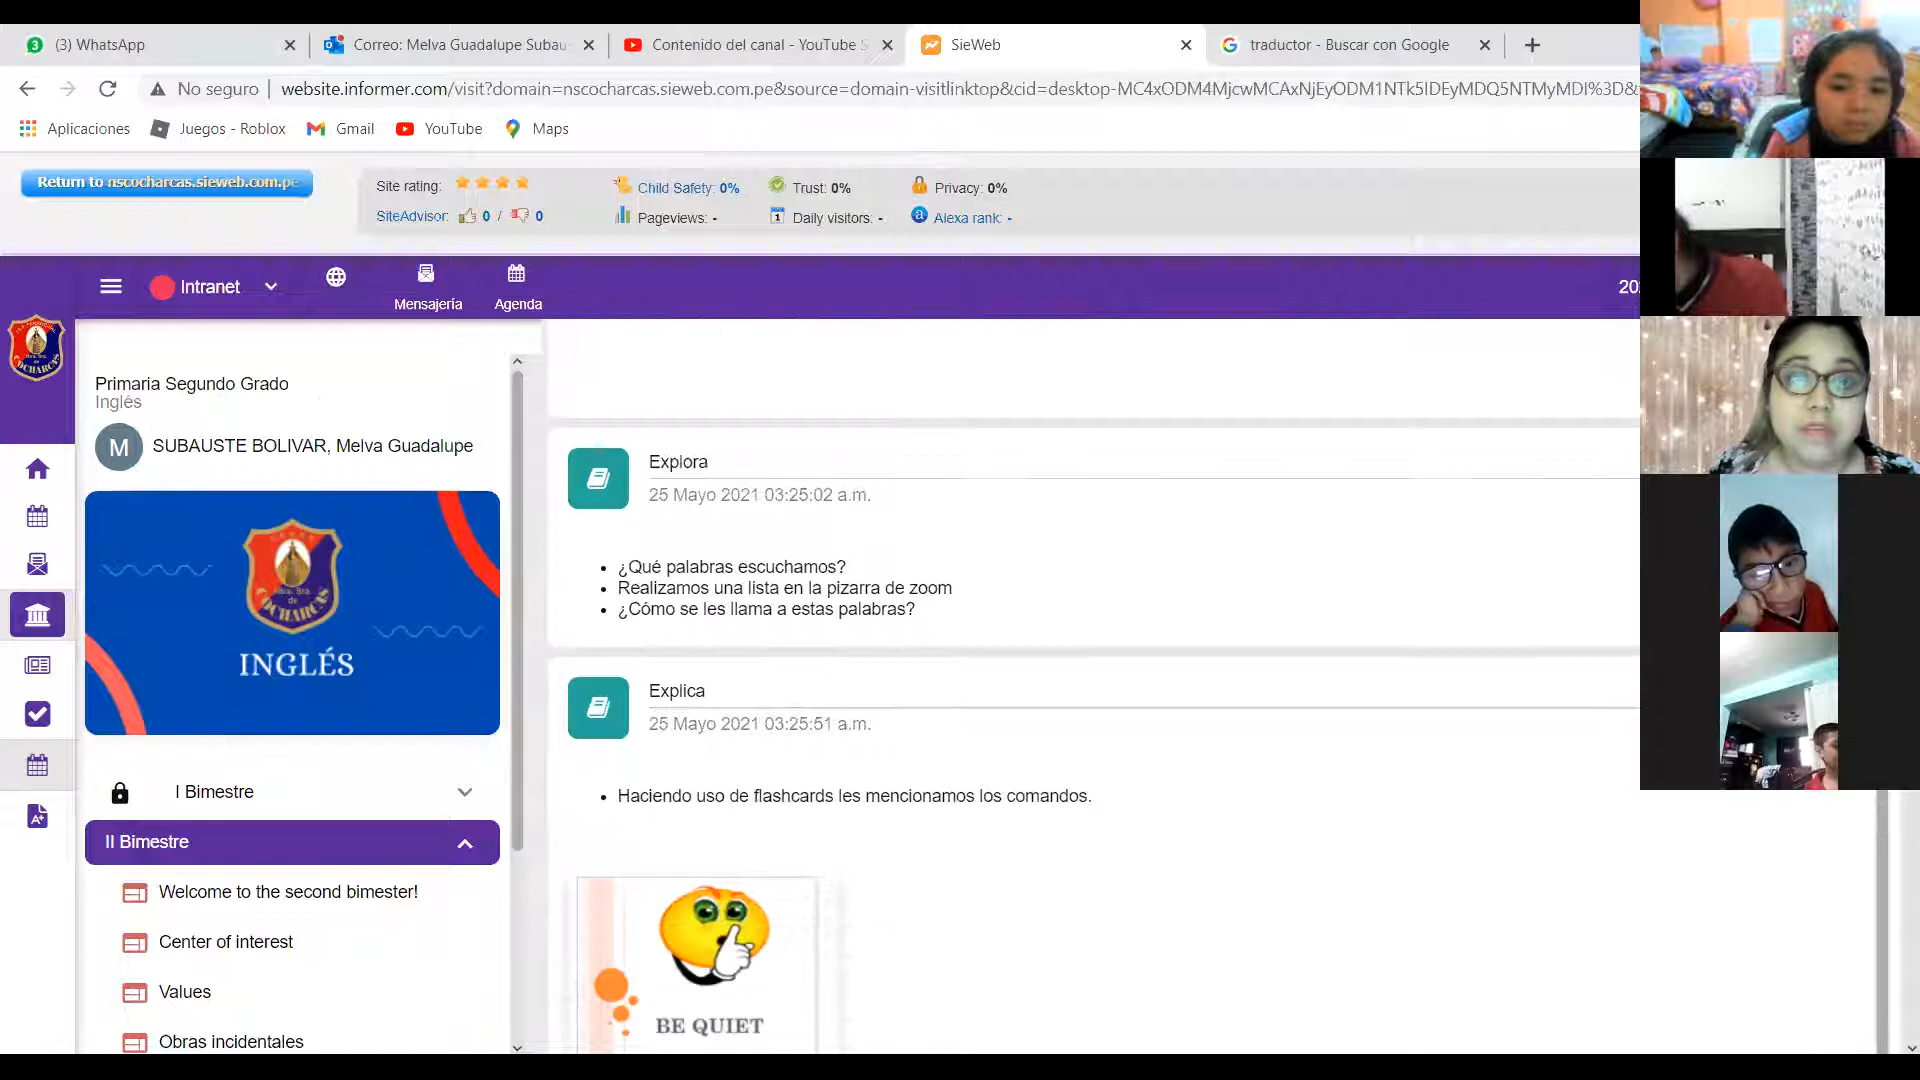 (3) WhatsApp
Correo: Melva Guadalupe Subau
Contenido del canal - YouTube S
SieWeb
traductor - Buscar con Google
No seguro
website.informer.com/visit?domain=nscocharcas.sieweb.com.pe&source=domain-visitlinktop&cid=desktop-MC4xODM4MjcwMCAxNjEyODM1NTk5IDEyMDQ5NTMyMDI%3D&
Aplicaciones
Juegos - Roblox
Gmail
YouTube
Maps
Return to nscocharcas.sieweb.com.pe
Site rating:
Child Safety: 0%
Trust: 0%
Privacy: 0%
SiteAdvisor: 0 / 0
Pageviews: -
Daily visitors: -
Alexa rank: -
Intranet
Mensajería
Agenda
20
Primaria Segundo Grado
Inglés
M
SUBAUSTE BOLIVAR, Melva Guadalupe
COCHARCAS
INGLÉS
I Bimestre
II Bimestre
Welcome to the second bimester!
Center of interest
Values
Obras incidentales
Explora
25 Mayo 2021 03:25:02 a.m.
¿Qué palabras escuchamos?
Realizamos una lista en la pizarra de zoom
¿Cómo se les llama a estas palabras?
Explica
25 Mayo 2021 03:25:51 a.m.
Haciendo uso de flashcards les mencionamos los comandos.
BE QUIET